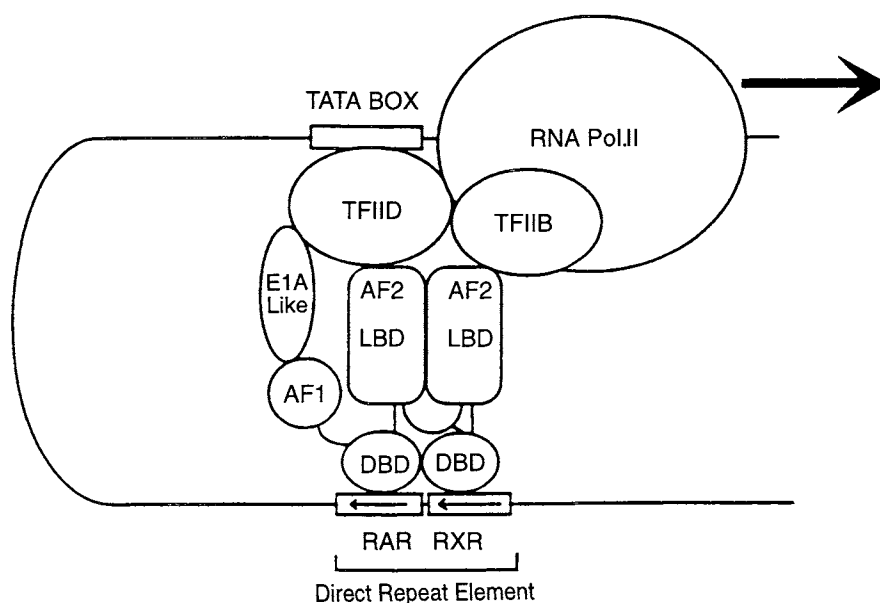 TATA BOX
RNA Pol.II
TFIID
TFIIB
E1A
Like
AF2
AF2
LBD
LBD
AF1
DBD
DBD
RAR
RXR
Direct Repeat Element